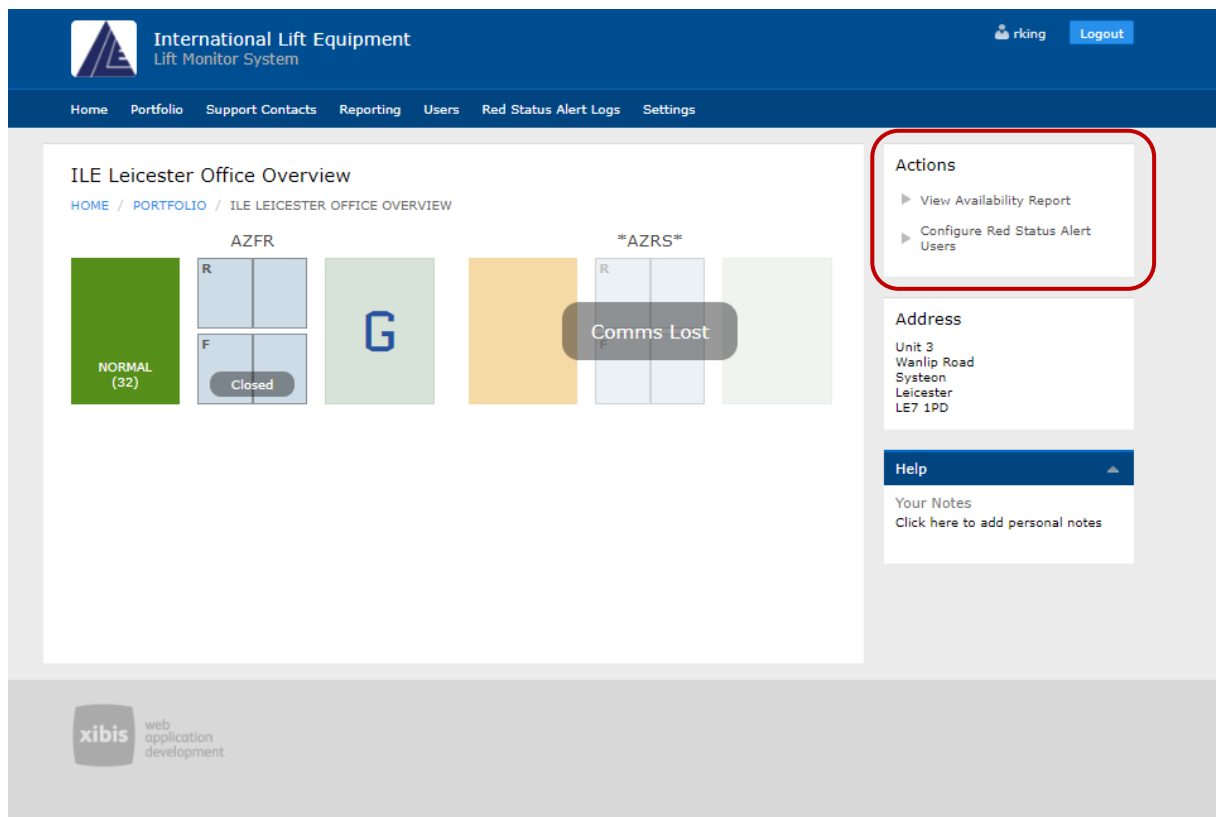 International Lift Equipment
Lift Monitor System
rking
Logout
Home Portfolio Support Contacts Reporting Users Red Status Alert Logs Settings
ILE Leicester Office Overview
HOME / PORTFOLIO / ILE LEICESTER OFFICE OVERVIEW
AZFR
*AZRS*
NORMAL
(32)
R
F
Closed
G
R
F
Comms Lost
Actions
View Availability Report
Configure Red Status Alert
Users
Address
Unit 3
Wanlip Road
Systeon
Leicester
LE7 1PD
Help
Your Notes
Click here to add personal notes
xibis
web
application
development